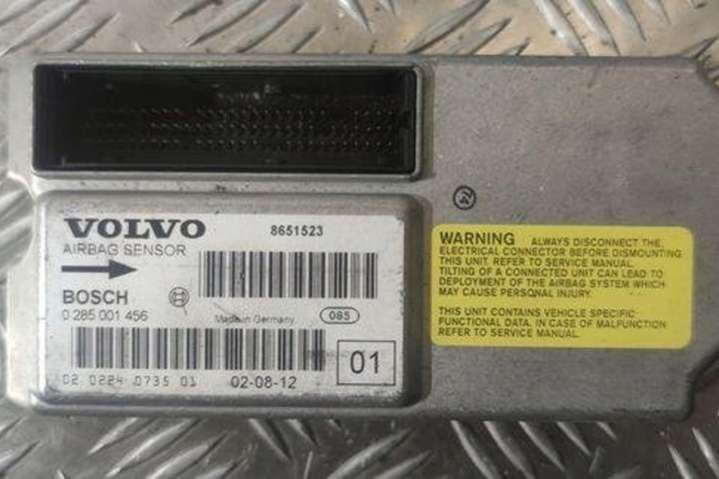 VOLVO
8651523
AIRBAG SENSOR
BOSCH
0 285 001 456
Made in Germany
085
02 0224 0735 01
02-08-12
01
WARNING ALWAYS DISCONNECT THE
ELECTRICAL CONNECTOR BEFORE DISMOUNTING
THIS UNIT. REFER TO SERVICE MANUAL.
TILTING OF A CONNECTED UNIT CAN LEAD TO
DEPLOYMENT OF THE AIRBAG SYSTEM WHICH
MAY CAUSE PERSONAL INJURY.
THIS UNIT CONTAINS VEHICLE SPECIFIC
FUNCTIONAL DATA. IN CASE OF MALFUNCTION
REFER TO SERVICE MANUAL.